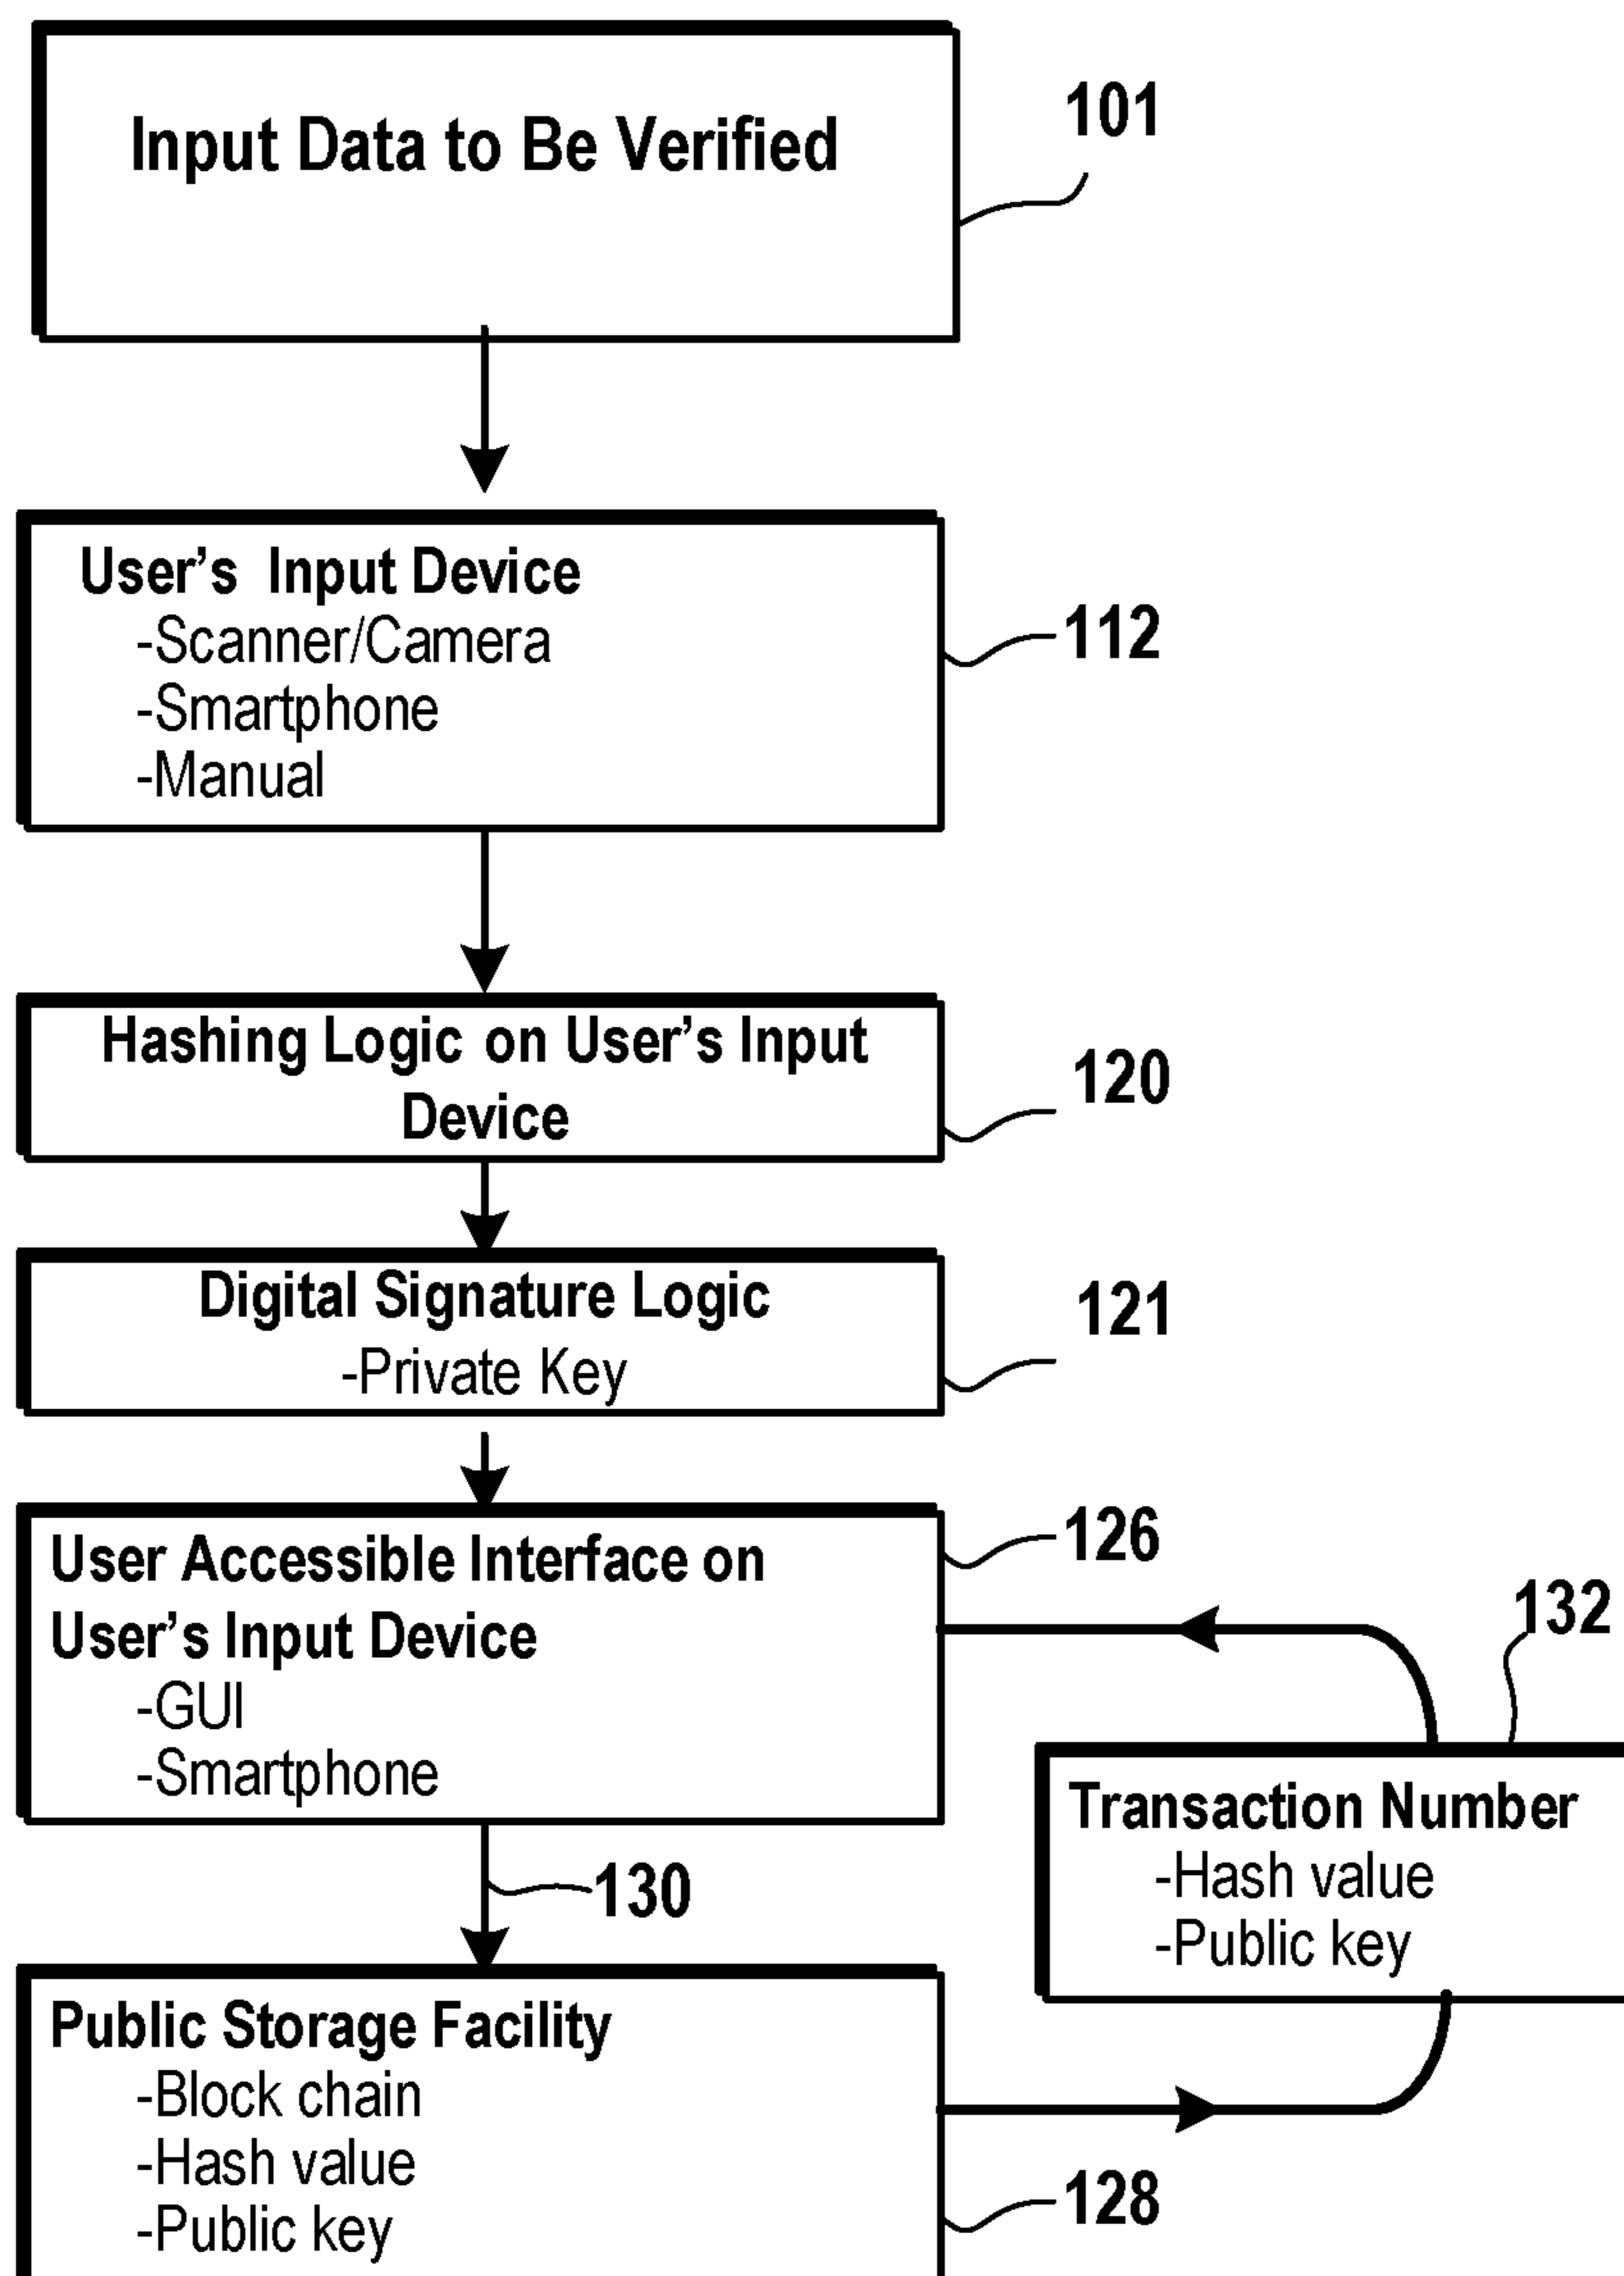 Input Data to Be Verified
101
User's Input Device
-Scanner/Camera
-Smartphone
-Manual
112
Hashing Logic on User's Input
Device
120
Digital Signature Logic
-Private Key
121
User Accessible Interface on
User's Input Device
-GUI
-Smartphone
126
132
Transaction Number
-Hash value
-Public key
130
Public Storage Facility
-Block chain
-Hash value
-Public key
128